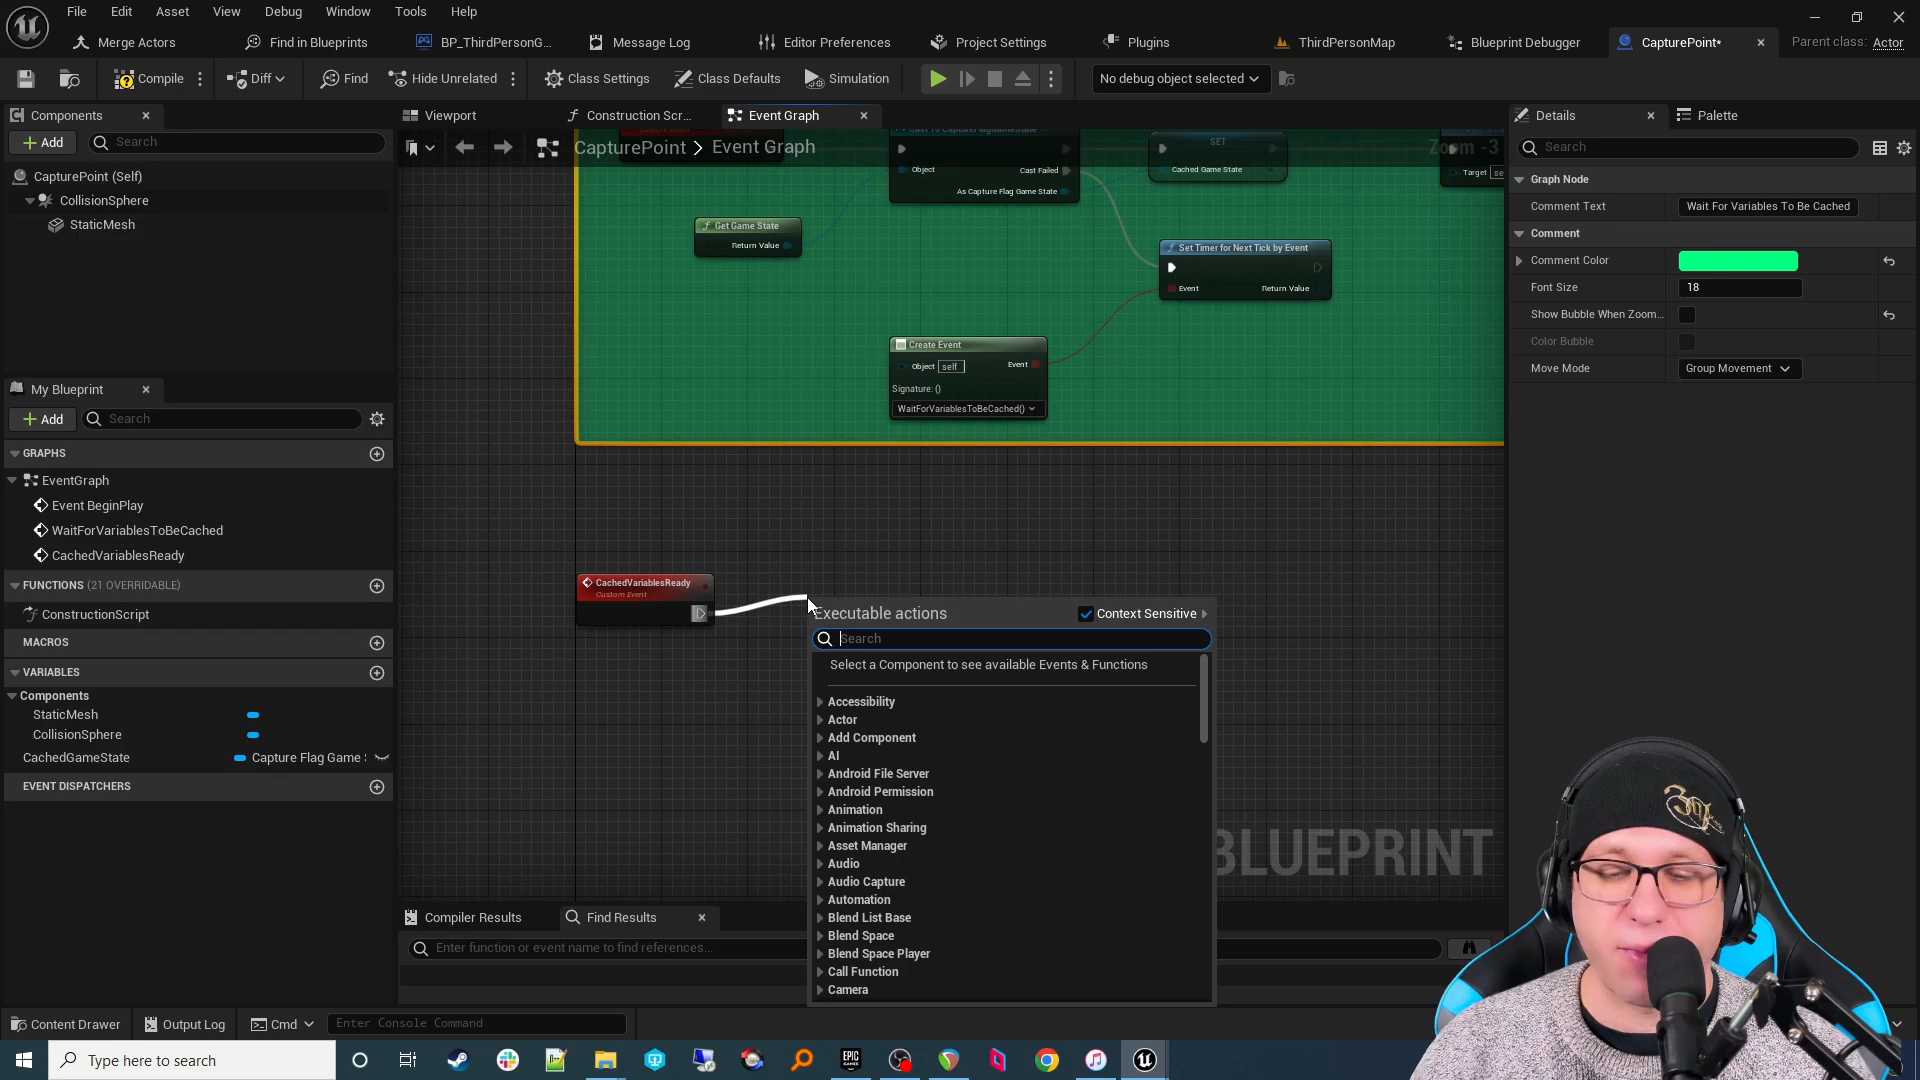 File Edit Asset View Debug Window Tools Help
Merge Actors Find in Blueprints BP_ThirdPersonG... Message Log Editor Preferences Project Settings Plugins ThirdPersonMap Blueprint Debugger CapturePoint* Parent class: Actor
Compile Diff Find Hide Unrelated Class Settings Class Defaults Simulation No debug object selected
Components
Add Search
CapturePoint (Self)
CollisionSphere
StaticMesh
My Blueprint
Add Search
GRAPHS
EventGraph
Event BeginPlay
WaitForVariablesToBeCached
CachedVariablesReady
FUNCTIONS (21 OVERRIDABLE)
ConstructionScript
MACROS
VARIABLES
Components
StaticMesh
CollisionSphere
CachedGameState Capture Flag Game
EVENT DISPATCHERS
Viewport Construction Scr... Event Graph
CapturePoint > Event Graph
Zoom -3
Custom Event
Cast To CaptureFlagGameState
Object
Cast Failed
As Capture Flag Game State
SET
Cached Game State
Target
Get Game State
Return Value
Set Timer for Next Tick by Event
Event Return Value
Create Event
Object self Event
Signature: ()
WaitForVariablesToBeCached()
CachedVariablesReady
Custom Event
Executable actions Context Sensitive
Search
Select a Component to see available Events & Functions
Accessibility
Actor
Add Component
AI
Android File Server
Android Permission
Animation
Animation Sharing
Asset Manager
Audio
Audio Capture
Automation
Blend List Base
Blend Space
Blend Space Player
Call Function
Camera
BLUEPRINT
Compiler Results Find Results
Enter function or event name to find references...
Details Palette
Search
Graph Node
Comment Text Wait For Variables To Be Cached
Comment
Comment Color
Font Size 18
Show Bubble When Zoom...
Color Bubble
Move Mode Group Movement
Content Drawer Output Log Cmd Enter Console Command
Type here to search
EPIC
GAMES